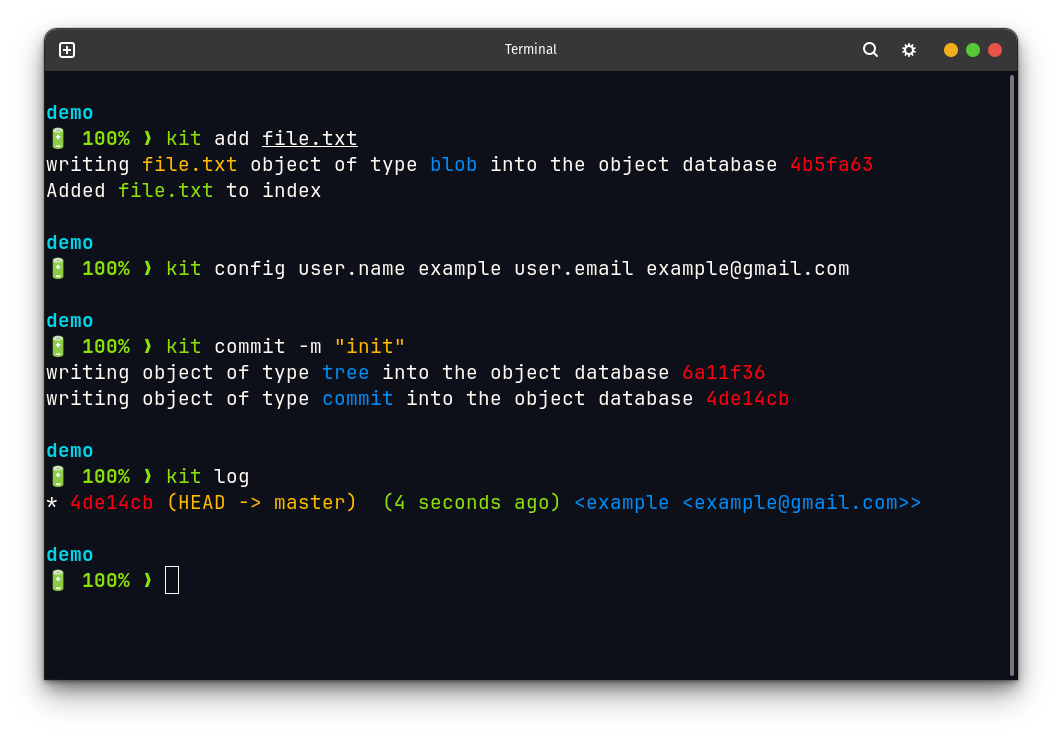 Terminal
demo
100% ❯ kit add file.txt
writing file.txt object of type blob into the object database 4b5fa63
Added file.txt to index
demo
100% ❯ kit config user.name example user.email example@gmail.com
demo
100% ❯ kit commit -m "init"
writing object of type tree into the object database 6a11f36
writing object of type commit into the object database 4de14cb
demo
100% ❯ kit log
* 4de14cb (HEAD -> master)  (4 seconds ago) <example <example@gmail.com>>
demo
100% ❯